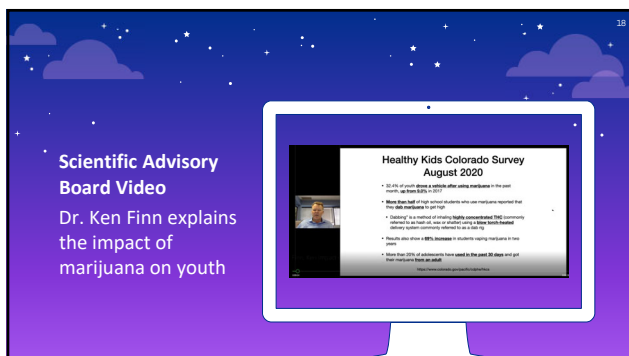 18
Scientific Advisory
Board Video
Dr. Ken Finn explains
the impact of
marijuana on youth
Healthy Kids Colorado Survey
August 2020
• 32.4% of youth drove a vehicle after using marijuana in the past
month, up from 9.0% in 2017
• More than half of high school students who use marijuana reported that
they dab marijuana to get high
• "Dabbing" is a method of inhaling highly concentrated THC (commonly
referred to as hash oil, wax or shatter) using a blow torch-heated
delivery system commonly referred to as a dab rig.
• Results also show a 69% increase in students vaping marijuana in two
years
• More than 20% of adolescents have used in the past 30 days and got
their marijuana from an adult